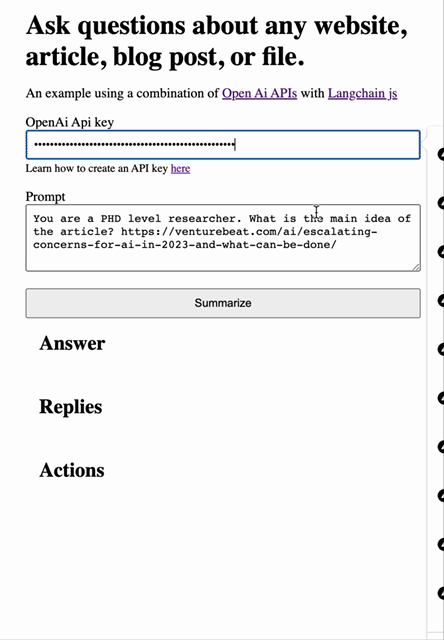 Ask questions about any website,
article, blog post, or file.
An example using a combination of Open Ai APIs with Langchain js
OpenAi Api key
••••••••••••••••••••••••••••••••••••••••••••••••••
Learn how to create an API key here
Prompt
You are a PHD level researcher. What is the main idea of
the article? https://venturebeat.com/ai/escalating-
concerns-for-ai-in-2023-and-what-can-be-done/
Summarize
Answer
Replies
Actions